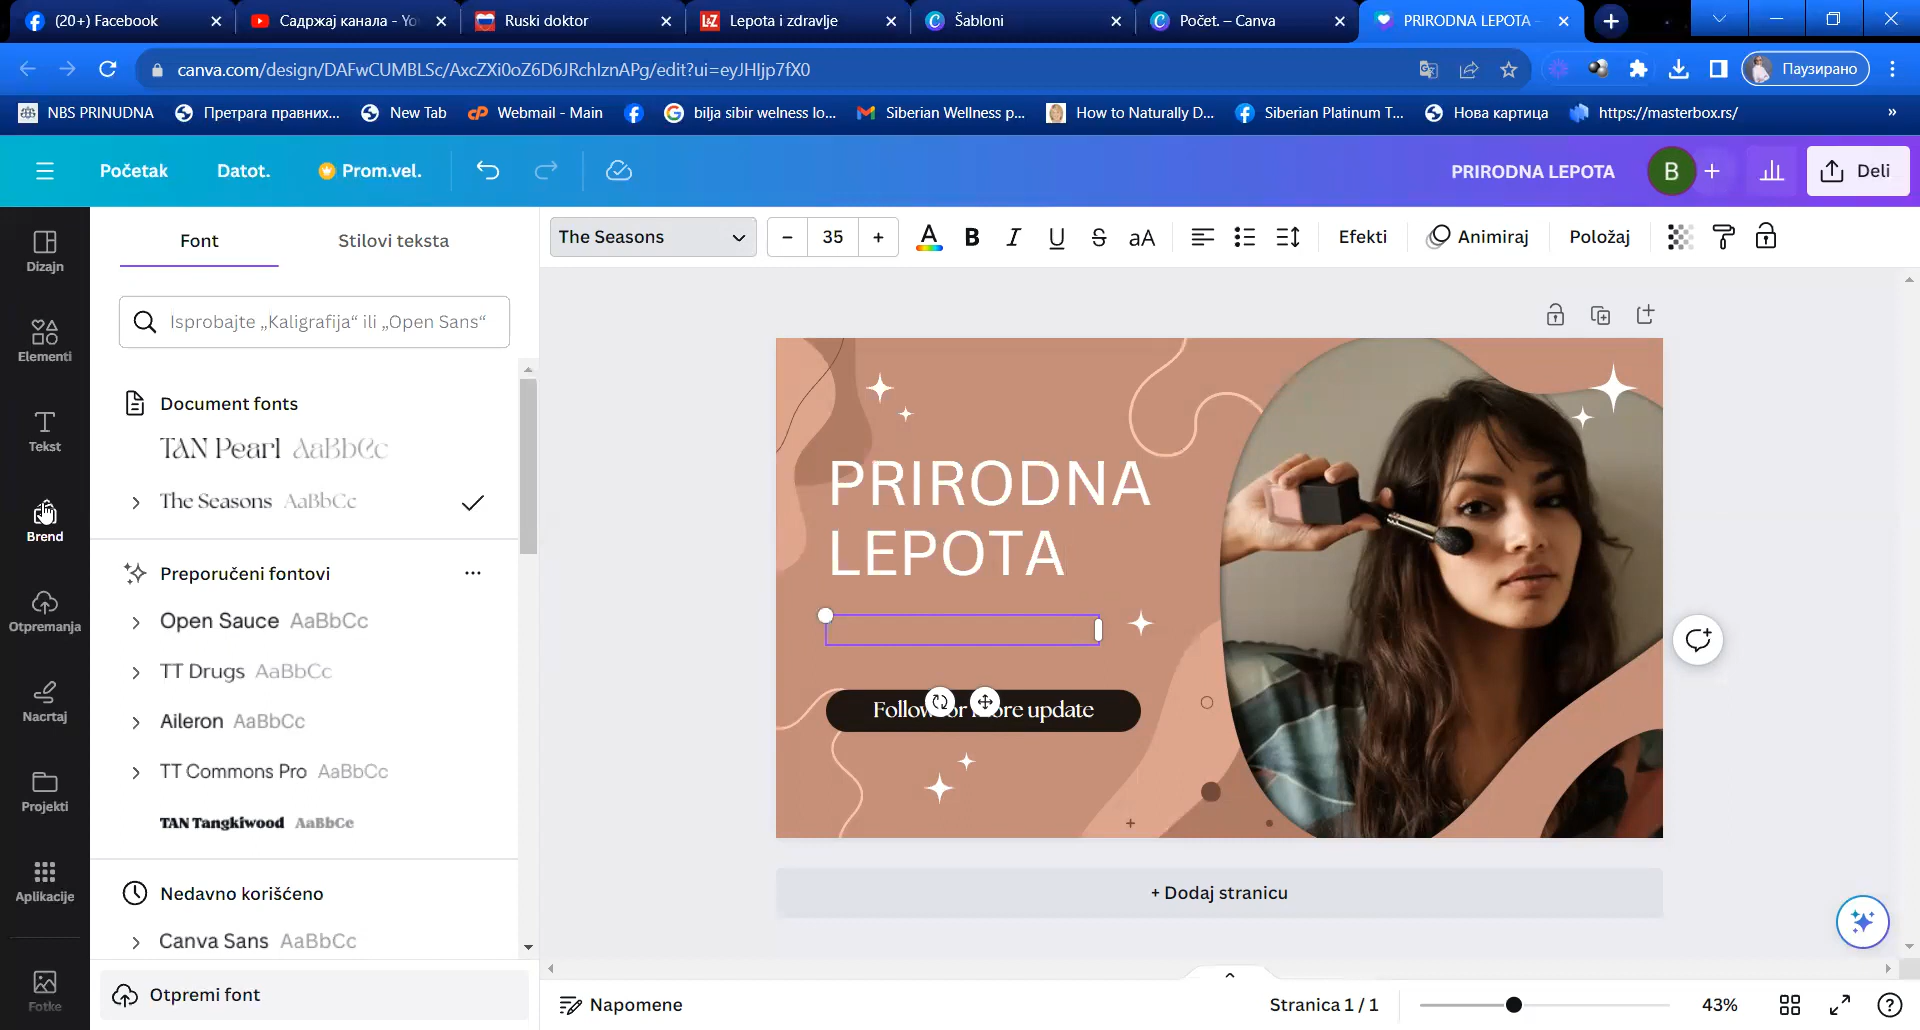 (20+) Facebook
Садржај канала - Yo
Ruski doktor
Lepota i zdravlje
Šabloni
Počet. – Canva
PRIRODNA LEPOTA -
canva.com/design/DAFwCUMBLSc/AxcZXi0oZ6D6JRchIznAPg/edit?ui=eyJHIjp7fX0
Паузирано
NBS PRINUDNA
Претрага правних...
New Tab
Webmail - Main
bilja sibir welness lo...
Siberian Wellness p...
How to Naturally D...
Siberian Platinum T...
Нова картица
https://masterbox.rs/
»
Početak
Datot.
Prom.vel.
PRIRODNA LEPOTA
B
Deli
Dizajn
Elementi
Tekst
Brend
Otpremanja
Nacrtaj
Projekti
Aplikacije
Fotke
Font
Stilovi teksta
Isprobajte „Kaligrafija“ ili „Open Sans“
Document fonts
TAN Pearl AaBbCc
The Seasons AaBbCc
Preporučeni fontovi
Open Sauce AaBbCc
TT Drugs AaBbCc
Aileron AaBbCc
TT Commons Pro AaBbCc
TAN Tangkiwood AaBbCc
Nedavno korišćeno
Canva Sans AaBbCc
Otpremi font
The Seasons
– 35 +
A B I U S aA
Efekti
Animiraj
Položaj
PRIRODNA
LEPOTA
update
+ Dodaj stranicu
Napomene
Stranica 1 / 1
43%